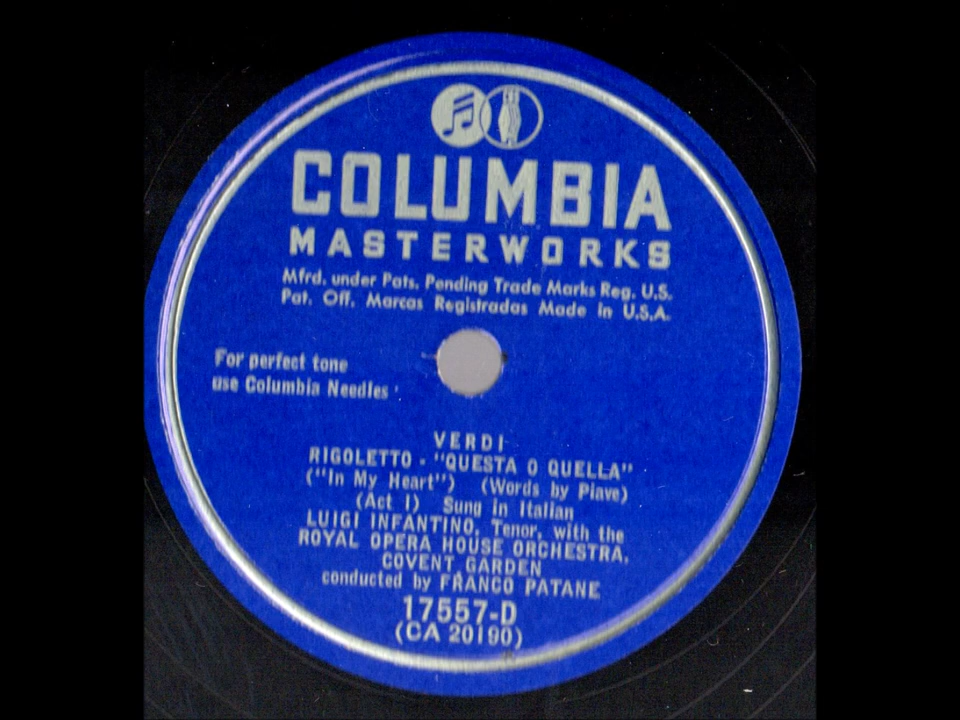 COLUMBIA
MASTERWORKS
Mfrd. under Pats. Pending Trade Marks Reg. U.S.
Pat. Off. Marcas Registradas Made in U.S.A.
For perfect tone
use Columbia Needles
VERDI
RIGOLETTO - "QUESTA O QUELLA"
("In My Heart") (Words by Piave)
(Act I) Sung in Italian
LUIGI INFANTINO, Tenor, with the
ROYAL OPERA HOUSE ORCHESTRA,
COVENT GARDEN
conducted by FRANCO PATANE
17557-D
(CA 20190)